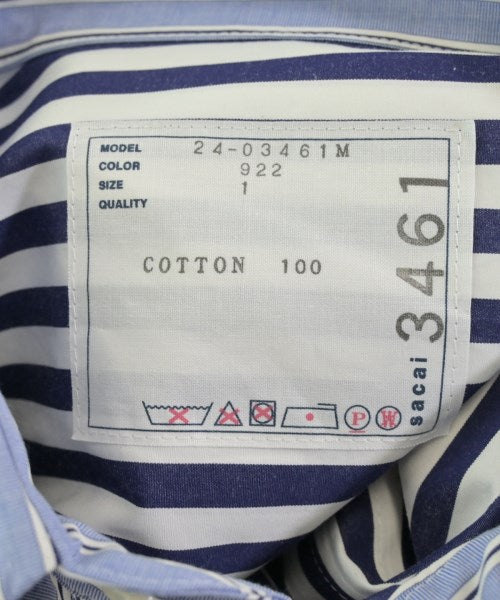 MODEL 24-03461M
COLOR 922
SIZE 1
QUALITY
COTTON 100
sacai 3461
P W